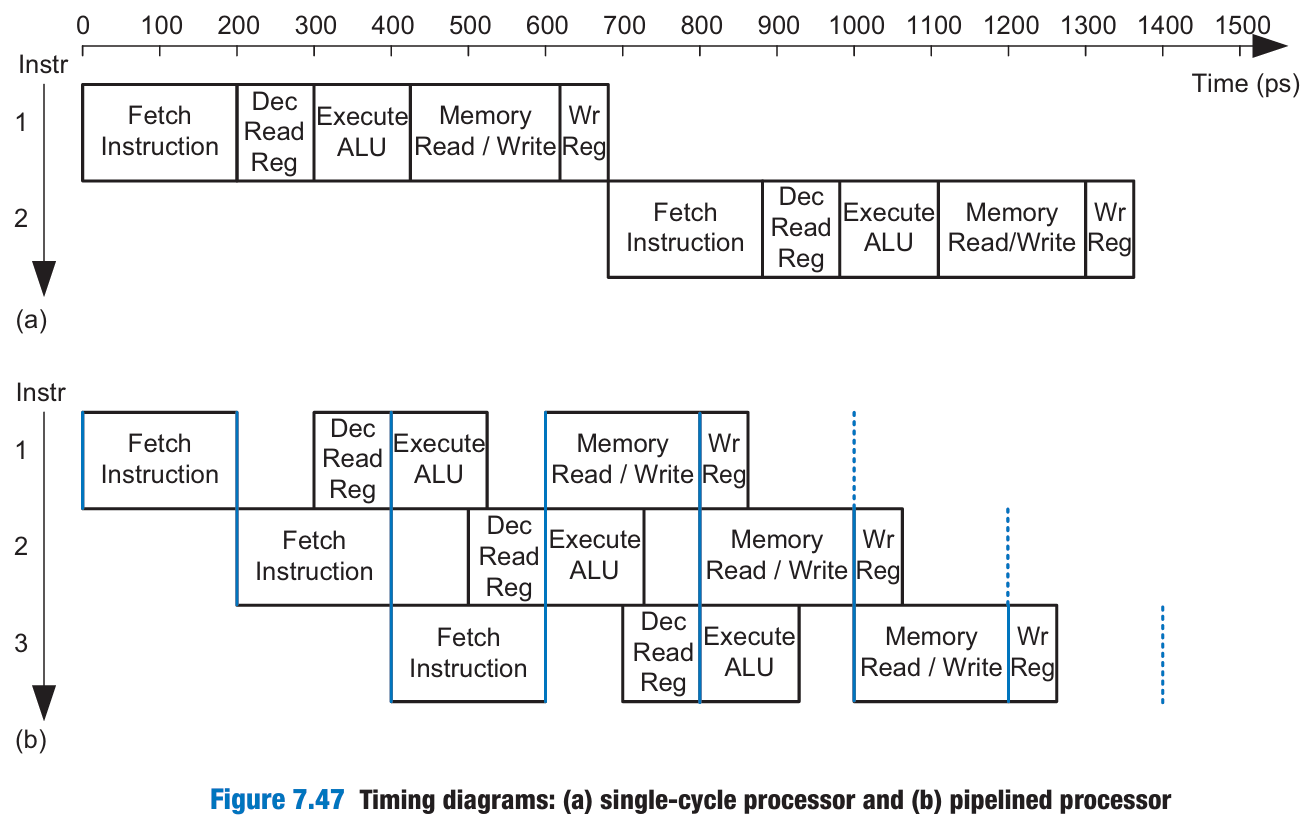 0 100 200 300 400 500 600 700 800 900 1000 1100 1200 1300 1400 1500
Time (ps)
Instr
1
Fetch
Instruction
Dec
Read
Reg
Execute
ALU
Memory
Read / Write
Wr
Reg
2
Fetch
Instruction
Dec
Read
Reg
Execute
ALU
Memory
Read/Write
Wr
Reg
(a)
Instr
1
Fetch
Instruction
Dec
Read
Reg
Execute
ALU
Memory
Read / Write
Wr
Reg
2
Fetch
Instruction
Dec
Read
Reg
Execute
ALU
Memory
Read / Write
Wr
Reg
3
Fetch
Instruction
Dec
Read
Reg
Execute
ALU
Memory
Read / Write
Wr
Reg
(b)
Figure 7.47 Timing diagrams: (a) single-cycle processor and (b) pipelined processor